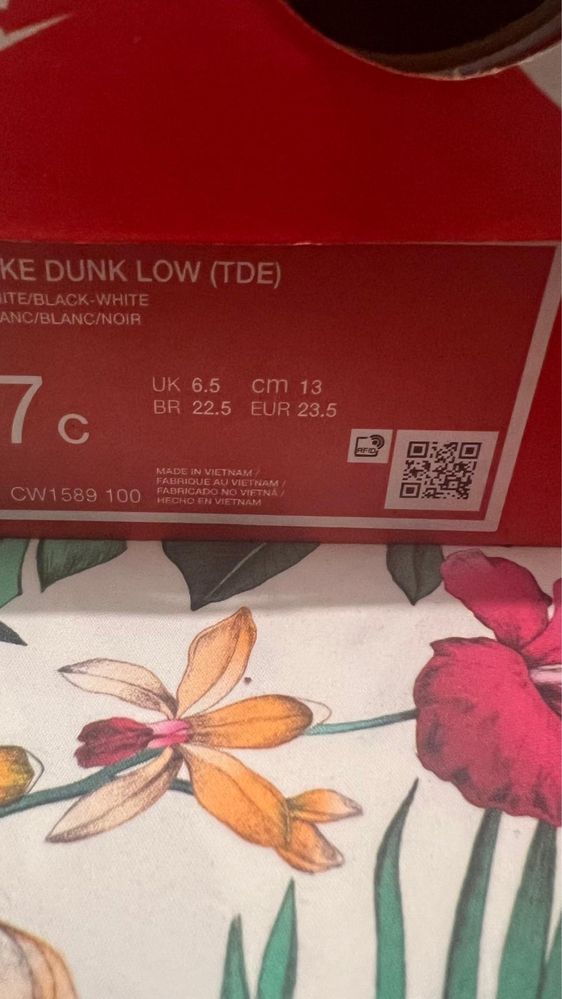 KE DUNK LOW (TDE)
ITE/BLACK-WHITE
ANC/BLANC/NOIR
7 C
UK 6.5 cm 13
BR 22.5 EUR 23.5
RFID
CW1589 100
MADE IN VIETNAM /
FABRIQUE AU VIETNAM /
FABRICADO NO VIETNÃ /
HECHO EN VIETNAM